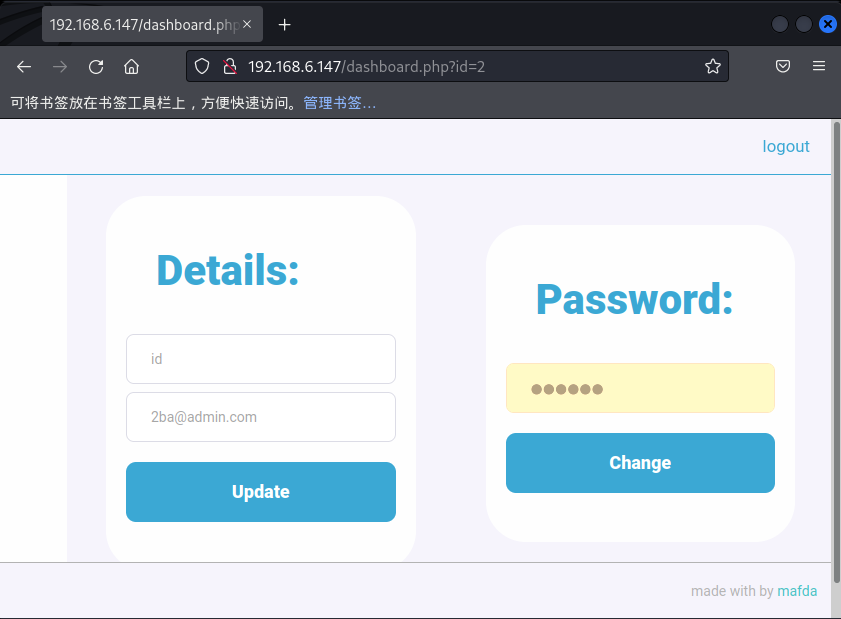 192.168.6.147/dashboard.php
192.168.6.147/dashboard.php?id=2
可将书签放在书签工具栏上，方便快速访问。管理书签…
logout
Details:
id
2ba@admin.com
Update
Password:
●●●●●●
Change
made with by mafda